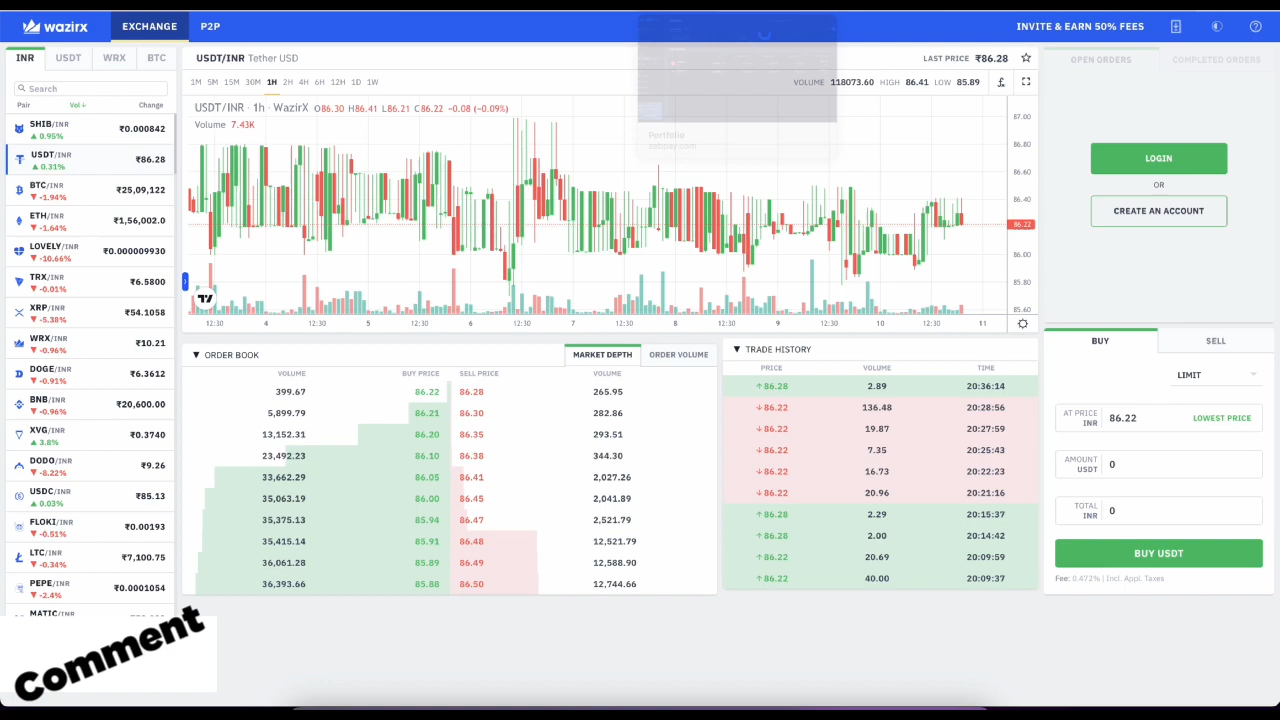 wazirx EXCHANGE P2P INVITE & EARN 50% FEES
INR USDT WRX BTC
Search
Pair Vol↓ Change
SHIB/INR ₹0.000842
▲ 0.95%
USDT/INR ₹86.28
▲ 0.31%
BTC/INR ₹25,09,122
▼ -1.94%
ETH/INR ₹1,56,002.0
▼ -1.64%
LOVELY/INR ₹0.000009930
▼ -10.66%
TRX/INR ₹6.5800
▼ -0.01%
XRP/INR ₹54.1058
▼ -5.38%
WRX/INR ₹10.21
▼ -0.96%
DOGE/INR ₹6.3612
▼ -0.91%
BNB/INR ₹20,600.00
▼ -0.96%
XVG/INR ₹0.3740
▲ 3.8%
DODO/INR ₹9.26
▼ -8.22%
USDC/INR ₹85.13
▲ 0.03%
FLOKI/INR ₹0.00193
▼ -0.51%
LTC/INR ₹7,100.75
▼ -0.34%
PEPE/INR ₹0.0001054
▼ -2.4%
MATIC/INR
Comment
USDT/INR Tether USD LAST PRICE ₹86.28
1M 5M 15M 30M 1H 2H 4H 6H 12H 1D 1W VOLUME 118073.60 HIGH 86.41 LOW 85.89
USDT/INR · 1h · WazirX O86.30 H86.41 L86.21 C86.22 -0.08 (-0.09%)
Volume 7.43K
Portfolio
zebpay.com
87.00
86.80
86.60
86.40
86.22
86.00
85.80
85.60
12:30 4 12:30 5 12:30 6 12:30 7 12:30 8 12:30 9 12:30 10 12:30 11
▼ ORDER BOOK MARKET DEPTH ORDER VOLUME
VOLUME BUY PRICE SELL PRICE VOLUME
399.67 86.22 86.28 265.95
5,899.79 86.21 86.30 282.86
13,152.31 86.20 86.35 293.51
23,492.23 86.10 86.38 344.30
33,662.29 86.05 86.41 2,027.26
35,063.19 86.00 86.45 2,041.89
35,375.13 85.94 86.47 2,521.79
35,415.14 85.91 86.48 12,521.79
36,061.28 85.89 86.49 12,588.90
36,393.66 85.88 86.50 12,744.66
▼ TRADE HISTORY
PRICE VOLUME TIME
↑86.28 2.89 20:36:14
↓86.22 136.48 20:28:56
↓86.22 19.87 20:27:59
↓86.22 7.35 20:25:43
↓86.22 16.73 20:22:23
↓86.22 20.96 20:21:16
↑86.28 2.29 20:15:37
↑86.28 2.00 20:14:42
↑86.22 20.69 20:09:59
↑86.22 40.00 20:09:37
OPEN ORDERS COMPLETED ORDERS
LOGIN
OR
CREATE AN ACCOUNT
BUY SELL
LIMIT
AT PRICE INR 86.22 LOWEST PRICE
AMOUNT USDT 0
TOTAL INR 0
BUY USDT
Fee: 0.472% | Incl. Appl. Taxes